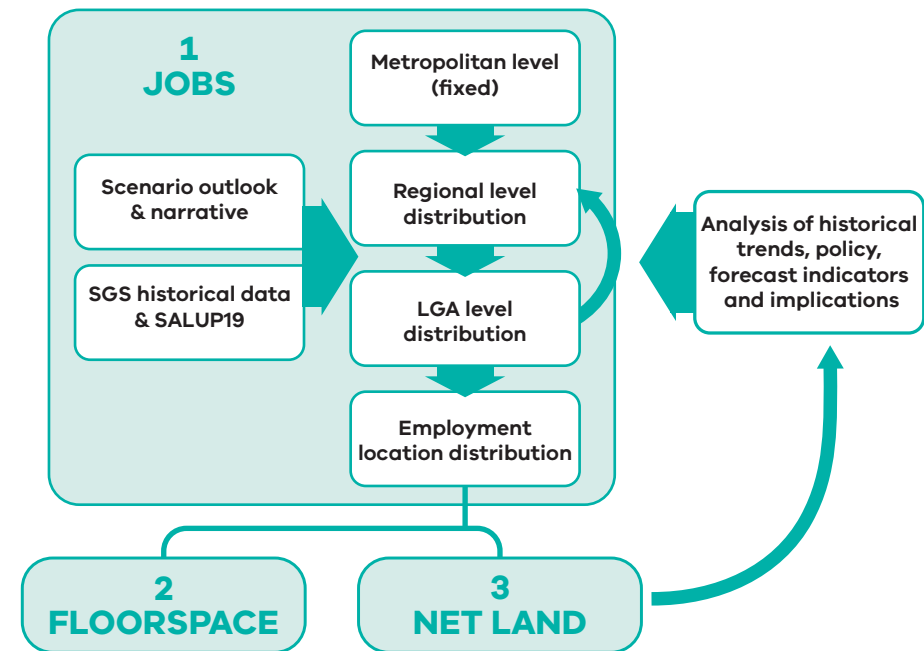 1
JOBS
Metropolitan level
(fixed)
Scenario outlook
& narrative
Regional level
distribution
SGS historical data
& SALUP19
LGA level
distribution
Employment
location distribution
Analysis of historical
trends, policy,
forecast indicators
and implications
2
FLOORSPACE
3
NET LAND